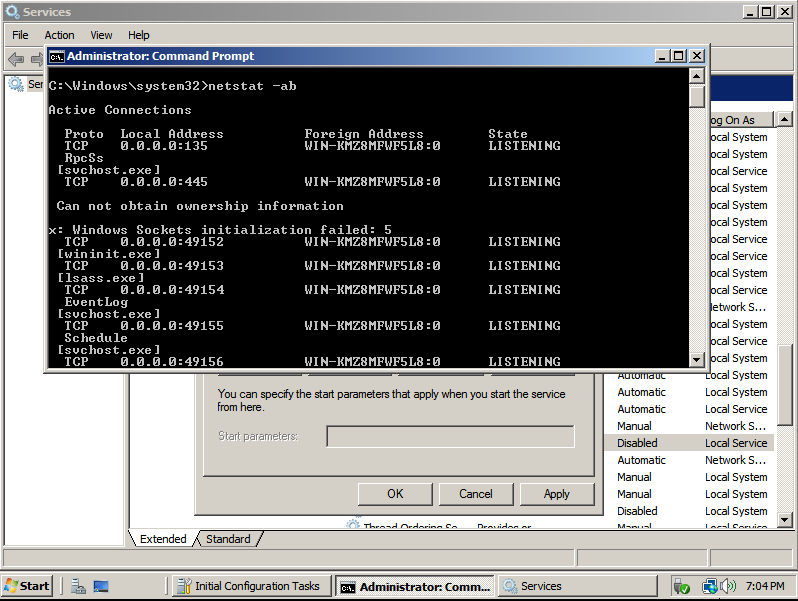 Services
File Action View Help
Administrator: Command Prompt
C:\Windows\system32>netstat -ab
Active Connections
Proto Local Address Foreign Address State
TCP 0.0.0.0:135 WIN-KMZ8MFWF5L8:0 LISTENING
RpcSs
[svchost.exe]
TCP 0.0.0.0:445 WIN-KMZ8MFWF5L8:0 LISTENING
Can not obtain ownership information
x: Windows Sockets initialization failed: 5
TCP 0.0.0.0:49152 WIN-KMZ8MFWF5L8:0 LISTENING
[wininit.exe]
TCP 0.0.0.0:49153 WIN-KMZ8MFWF5L8:0 LISTENING
[lsass.exe]
TCP 0.0.0.0:49154 WIN-KMZ8MFWF5L8:0 LISTENING
EventLog
[svchost.exe]
TCP 0.0.0.0:49155 WIN-KMZ8MFWF5L8:0 LISTENING
Schedule
[svchost.exe]
TCP 0.0.0.0:49156 WIN-KMZ8MFWF5L8:0 LISTENING
Ser
og On As
ocal System
ocal System
ocal Service
ocal System
ocal System
ocal System
ocal Service
ocal System
ocal System
ocal Service
etwork S...
ocal System
ocal Service
ocal System
Automatic Local System
Automatic Local System
Automatic Local Service
Manual Network S...
Disabled Local Service
Automatic Network S...
Manual Local System
Manual Local System
Disabled Local System
Manual Local Service
You can specify the start parameters that apply when you start the service
from here.
Start parameters:
OK Cancel Apply
Thread Ordering Se... Provides or
Extended Standard
Start Initial Configuration Tasks Administrator: Comm... Services 7:04 PM